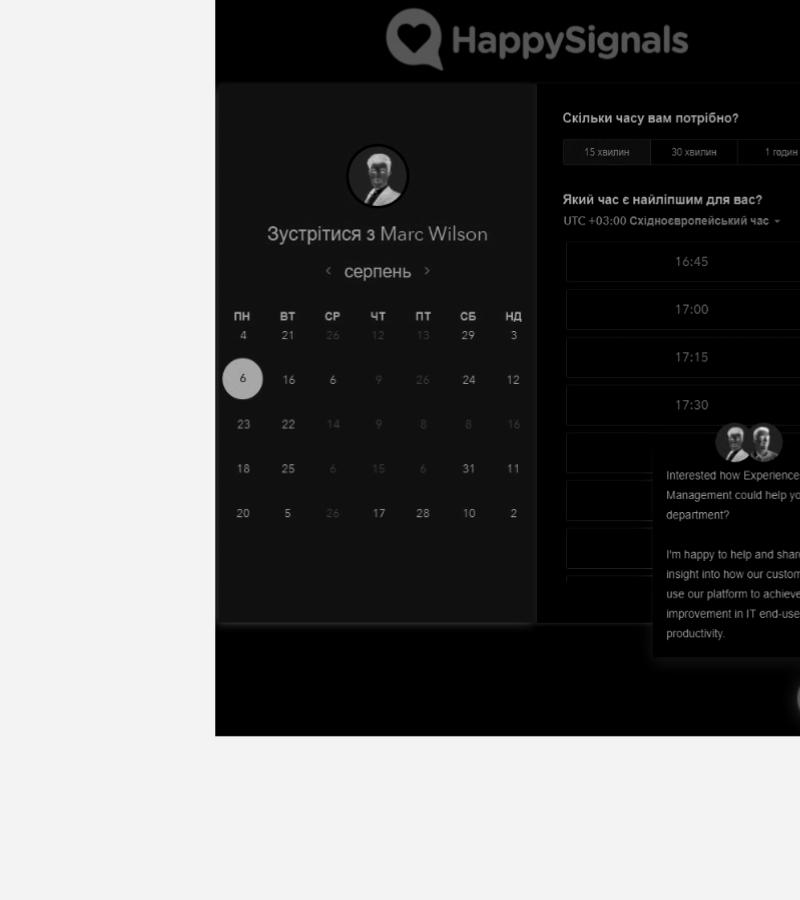 HappySignals
Зустрітися з Marc Wilson
серпень
ПН ВТ СР ЧТ ПТ СБ НД
4 21 26 12 13 29 3
6 16 6 9 26 24 12
23 22 14 9 8 8 16
18 25 6 15 6 31 11
20 5 26 17 28 10 2
Скільки часу вам потрібно?
15 хвилин 30 хвилин 1 годин
Який час є найліпшим для вас?
UTC +03:00 Східноєвропейський час
16:45
17:00
17:15
17:30
Interested how Experience
Management could help yo
department?
I'm happy to help and shar
insight into how our custom
use our platform to achieve
improvement in IT end-use
productivity.